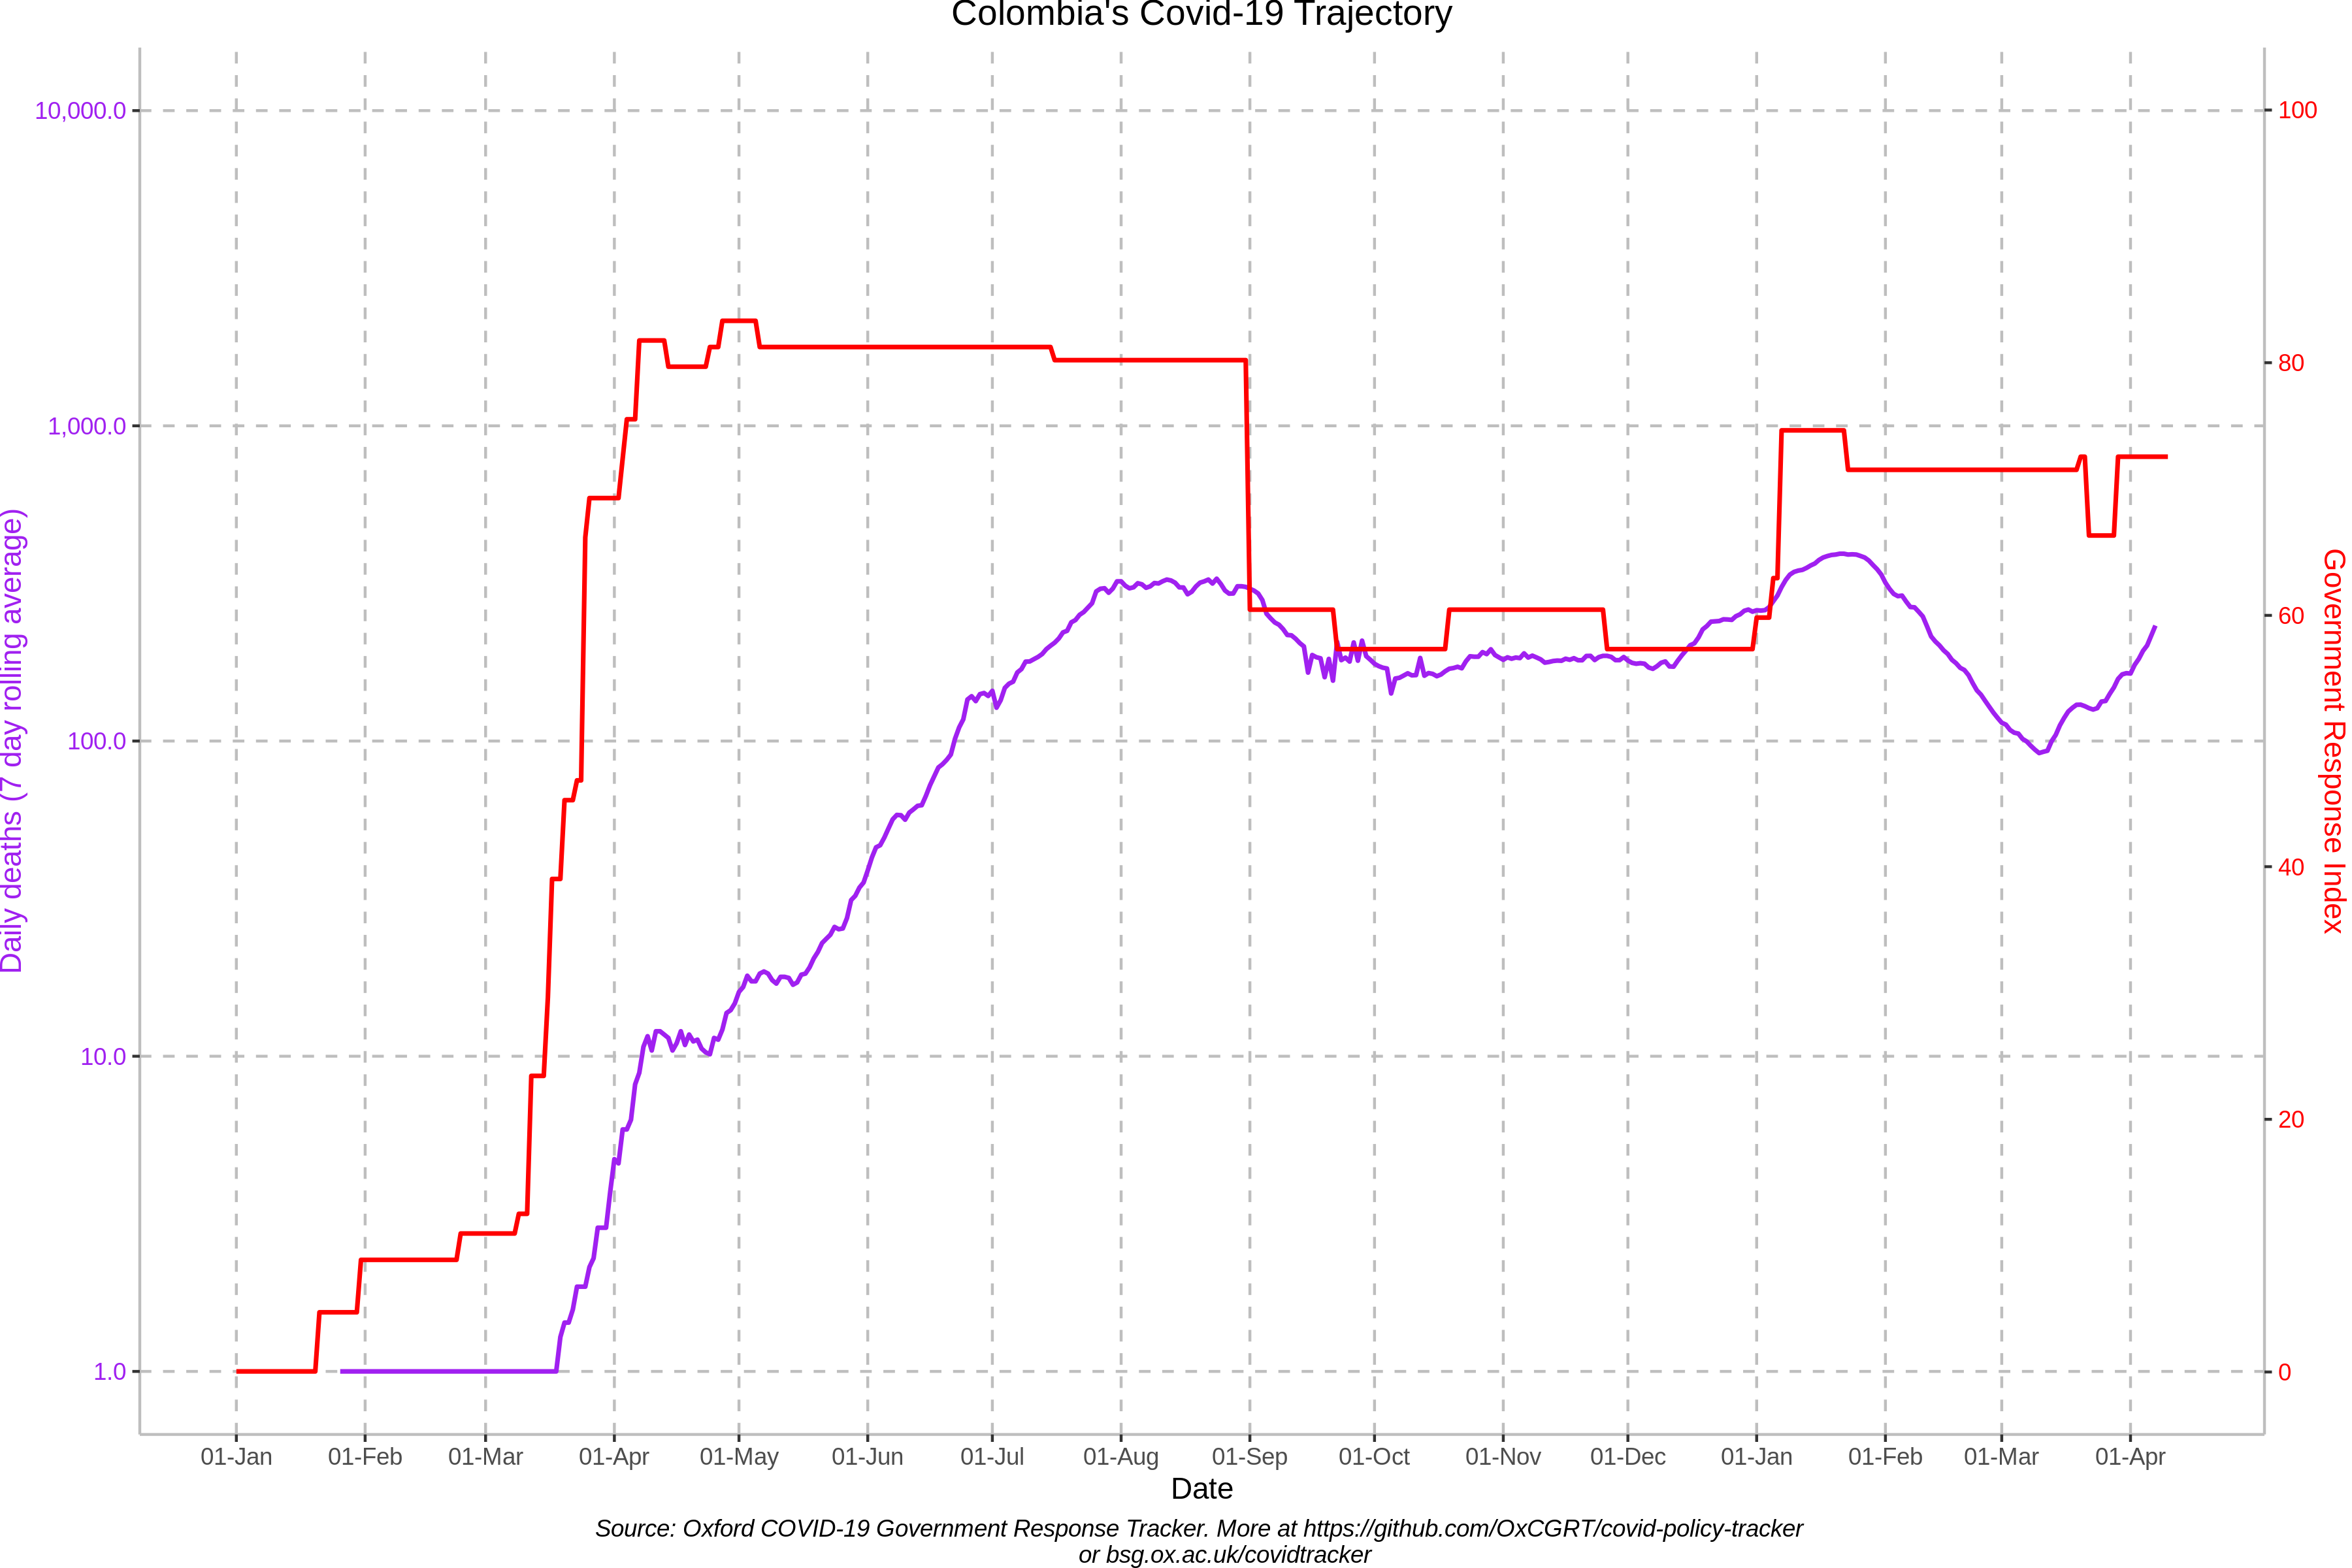 Colombia's Covid-19 Trajectory
Daily deaths (7 day rolling average)
10,000.0
1,000.0
100.0
10.0
1.0
100
80
60
40
20
0
Government Response Index
01-Jan 01-Feb 01-Mar 01-Apr 01-May 01-Jun 01-Jul 01-Aug 01-Sep 01-Oct 01-Nov 01-Dec 01-Jan 01-Feb 01-Mar 01-Apr
Date
Source: Oxford COVID-19 Government Response Tracker. More at https://github.com/OxCGRT/covid-policy-tracker
or bsg.ox.ac.uk/covidtracker